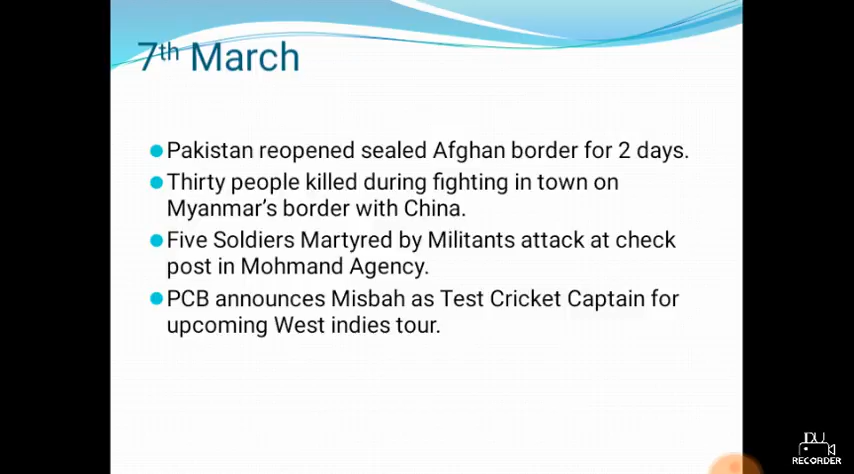 7th March
Pakistan reopened sealed Afghan border for 2 days.
Thirty people killed during fighting in town on
Myanmar's border with China.
Five Soldiers Martyred by Militants attack at check
post in Mohmand Agency.
PCB announces Misbah as Test Cricket Captain for
upcoming West indies tour.
DU
RECORDER